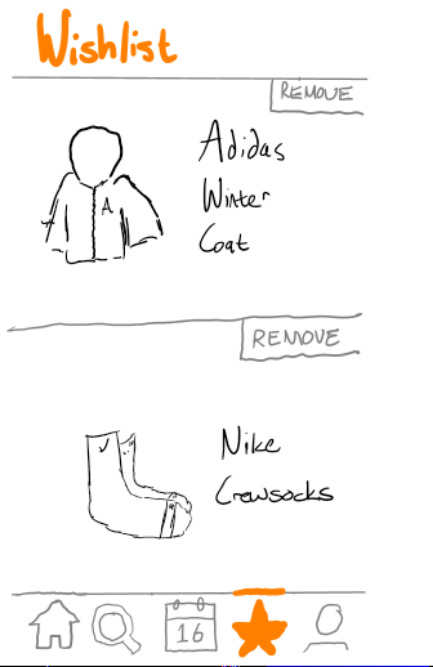 Wishlist
REMOVE
Adidas
Winter
Coat
A
REMOVE
Nike
Crewsocks
16